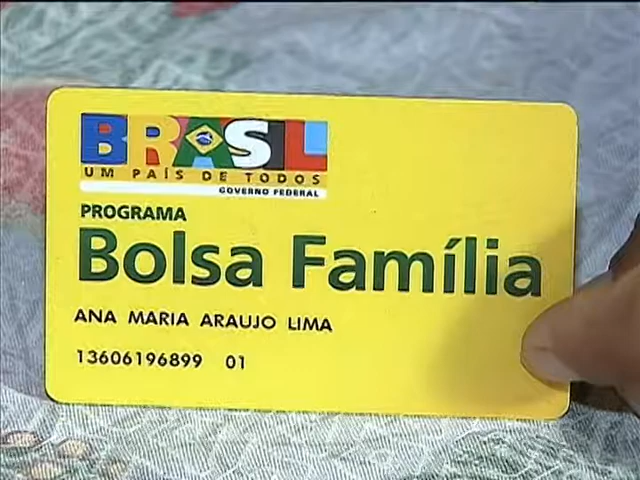 BRASIL
UM PAÍS DE TODOS
GOVERNO FEDERAL
PROGRAMA
Bolsa Família
ANA MARIA ARAUJO LIMA
13606196899 01